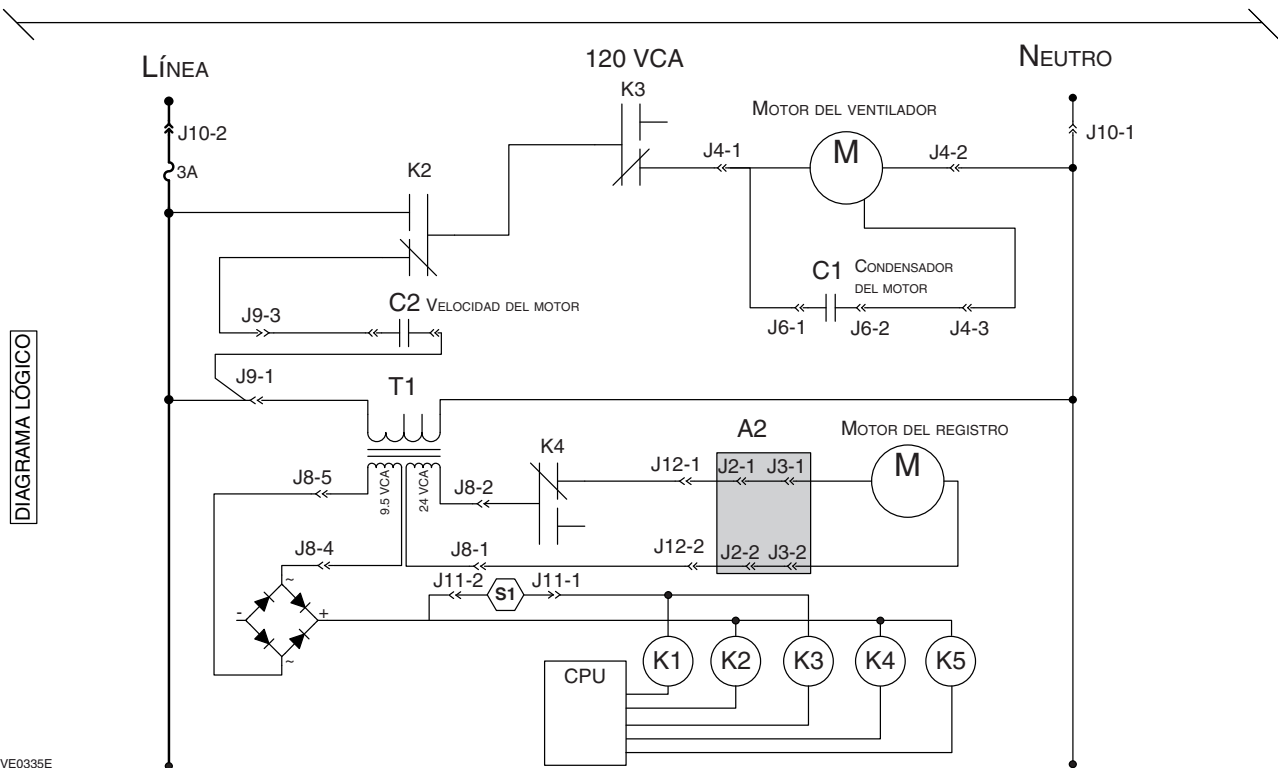 LÍNEA
120 VCA
NEUTRO
K3
MOTOR DEL VENTILADOR
J10-2
J10-1
3A
J4-1
M
J4-2
K2
C1
CONDENSADOR
DEL MOTOR
C2
VELOCIDAD DEL MOTOR
J9-3
J6-1
J6-2
J4-3
DIAGRAMA LÓGICO
J9-1
T1
A2
MOTOR DEL REGISTRO
K4
J8-5
9.5 VCA
24 VCA
J8-2
J12-1
J2-1
J3-1
M
J8-4
J8-1
J12-2
J2-2
J3-2
J11-2
S1
J11-1
~
-
+
~
CPU
K1
K2
K3
K4
K5
VE0335E